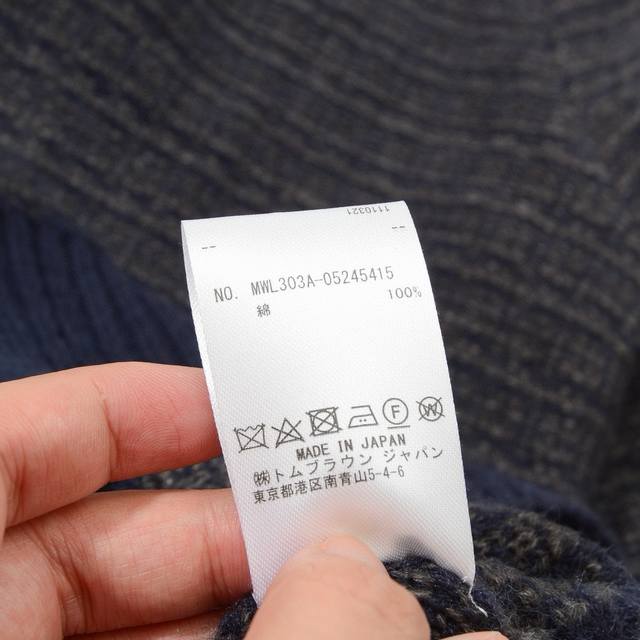 1110321
-- --
NO. MWL303A-05245415
綿 100%
F W
MADE IN JAPAN
㈱トムブラウン ジャパン
東京都港区南青山5-4-6